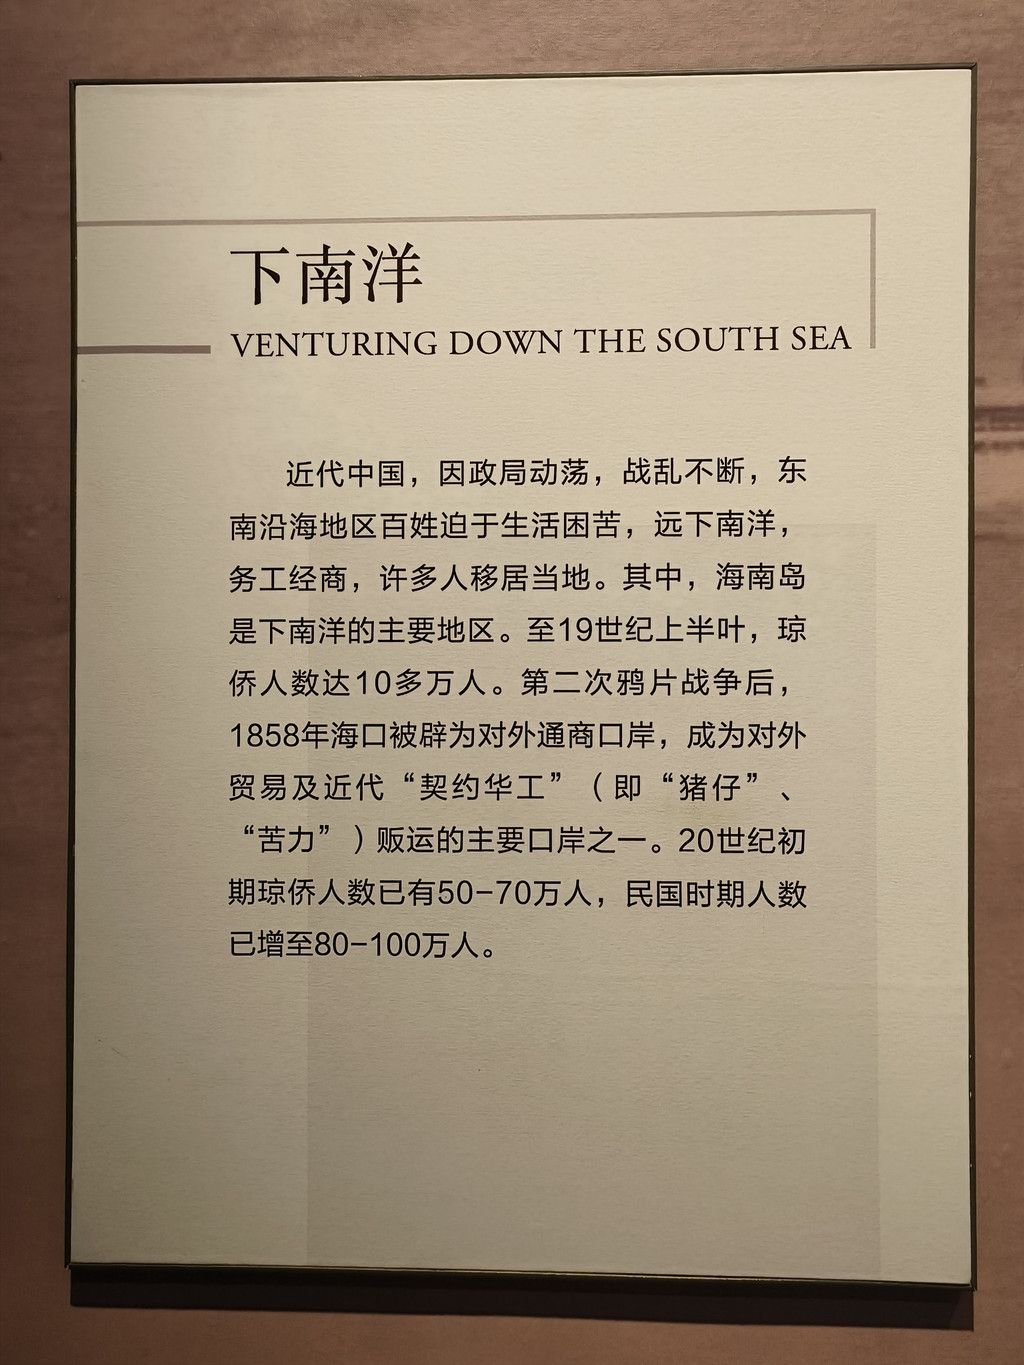 下南洋
VENTURING DOWN THE SOUTH SEA
近代中国，因政局动荡，战乱不断，东
南沿海地区百姓迫于生活困苦，远下南洋，
务工经商，许多人移居当地。其中，海南岛
是下南洋的主要地区。至19世纪上半叶，琼
侨人数达10多万人。第二次鸦片战争后，
1858年海口被辟为对外通商口岸，成为对外
贸易及近代“契约华工”（即“猪仔”、
“苦力”）贩运的主要口岸之一。20世纪初
期琼侨人数已有50-70万人，民国时期人数
已增至80-100万人。